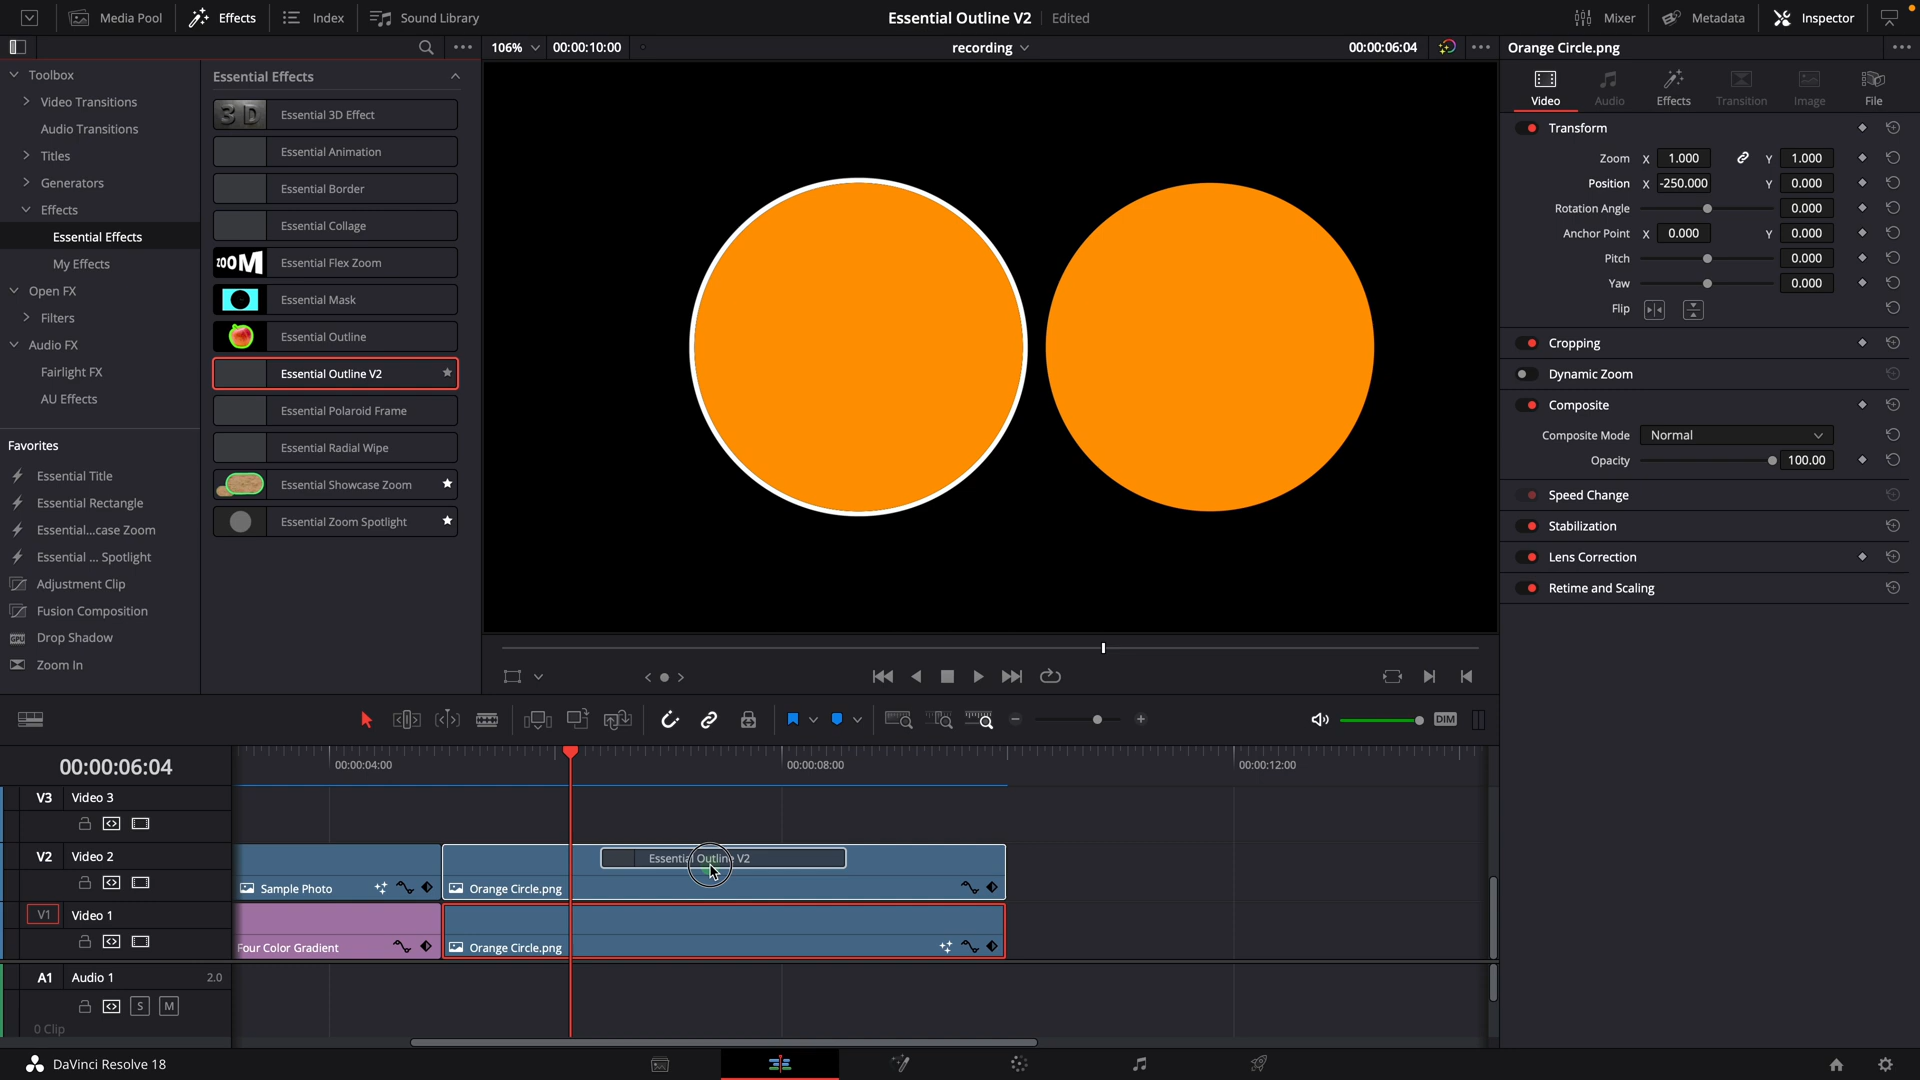 Media Pool
Effects
Index
Sound Library
Essential Outline V2
Edited
Mixer
Metadata
Inspector
106%
00:00:10:00
recording
00:00:06:04
Orange Circle.png
Toolbox
Video Transitions
Audio Transitions
Titles
Generators
Effects
Essential Effects
My Effects
Open FX
Filters
Audio FX
Fairlight FX
AU Effects
Favorites
Essential Title
Essential Rectangle
Essential...case Zoom
Essential ... Spotlight
Adjustment Clip
Fusion Composition
Drop Shadow
Zoom In
Essential Effects
3D Essential 3D Effect
Essential Animation
Essential Border
Essential Collage
ZOOM Essential Flex Zoom
Essential Mask
Essential Outline
Essential Outline V2
Essential Polaroid Frame
Essential Radial Wipe
Essential Showcase Zoom
Essential Zoom Spotlight
Video
Audio
Effects
Transition
Image
File
Transform
Zoom X 1.000 Y 1.000
Position X -250.000 Y 0.000
Rotation Angle 0.000
Anchor Point X 0.000 Y 0.000
Pitch 0.000
Yaw 0.000
Flip
Cropping
Dynamic Zoom
Composite
Composite Mode Normal
Opacity 100.00
Speed Change
Stabilization
Lens Correction
Retime and Scaling
DIM
00:00:06:04
00:00:04:00
00:00:08:00
00:00:12:00
V3 Video 3
V2 Video 2
Essential Outline V2
Sample Photo
Orange Circle.png
V1 Video 1
Four Color Gradient
Orange Circle.png
A1 Audio 1 2.0
S M
0 Clip
DaVinci Resolve 18